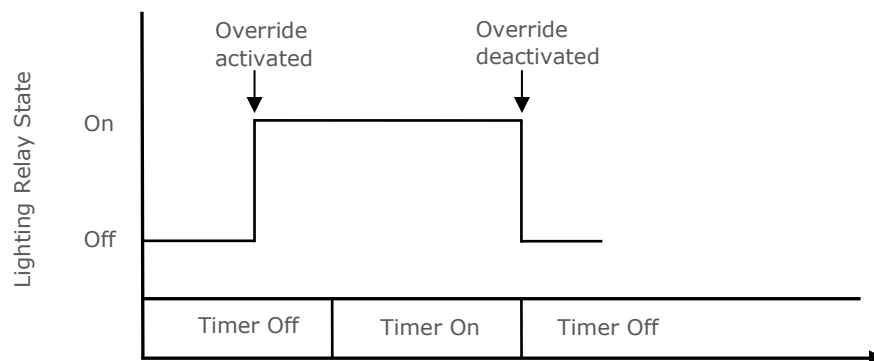 Override
activated
Override
deactivated
Lighting Relay State
On
Off
Timer Off
Timer On
Timer Off